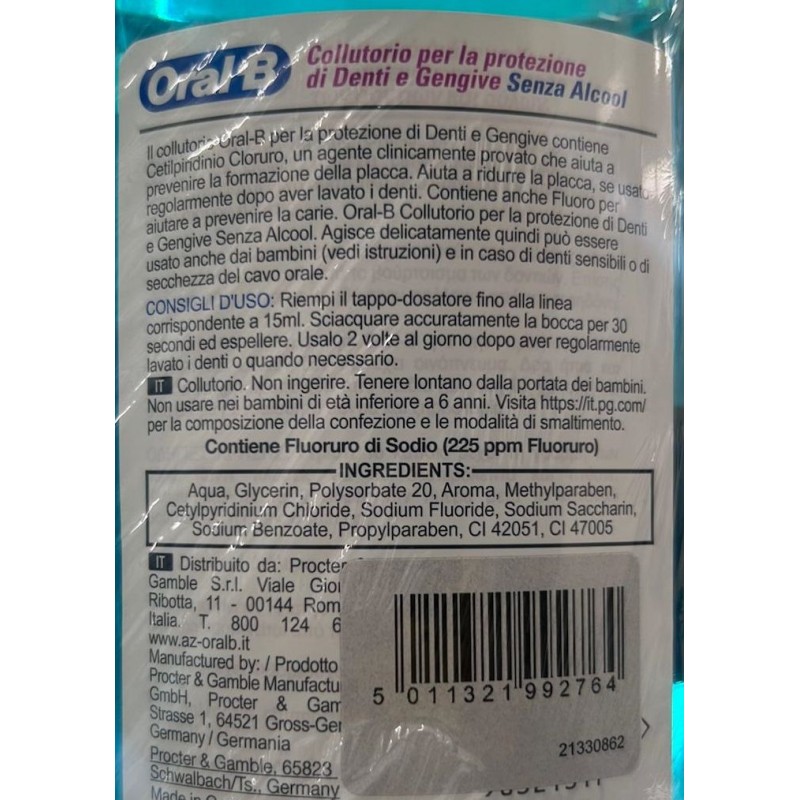 Oral-B
Collutorio per la protezione
di Denti e Gengive Senza Alcool
Il collutorio Oral-B per la protezione di Denti e Gengive contiene
Cetilpiridinio Cloruro, un agente clinicamente provato che aiuta a
prevenire la formazione della placca. Aiuta a ridurre la placca, se usato
regolarmente dopo aver lavato i denti. Contiene anche Fluoro per
aiutare a prevenire la carie. Oral-B Collutorio per la protezione di Denti
e Gengive Senza Alcool. Agisce delicatamente quindi può essere
usato anche dai bambini (vedi istruzioni) e in caso di denti sensibili o di
secchezza del cavo orale.
CONSIGLI D'USO: Riempi il tappo-dosatore fino alla linea
corrispondente a 15ml. Sciacquare accuratamente la bocca per 30
secondi ed espellere. Usalo 2 volte al giorno dopo aver regolarmente
lavato i denti o quando necessario.
IT Collutorio. Non ingerire. Tenere lontano dalla portata dei bambini.
Non usare nei bambini di età inferiore a 6 anni. Visita https://it.pg.com/
per la composizione della confezione e le modalità di smaltimento.
Contiene Fluoruro di Sodio (225 ppm Fluoruro)
INGREDIENTS:
Aqua, Glycerin, Polysorbate 20, Aroma, Methylparaben,
Cetylpyridinium Chloride, Sodium Fluoride, Sodium Saccharin,
Sodium Benzoate, Propylparaben, CI 42051, CI 47005
IT Distribuito da: Procter
Gamble S.r.l. Viale Gior
Ribotta, 11 - 00144 Rom
Italia. T. 800 124 6
www.az-oralb.it
Manufactured by: / Prodotto
Procter & Gamble Manufactu
GmbH, Procter & Gam
Strasse 1, 64521 Gross-Ger
Germany / Germania
Procter & Gamble, 65823
Schwalbach/Ts., Germany
Made in
5 011321 992764
21330862